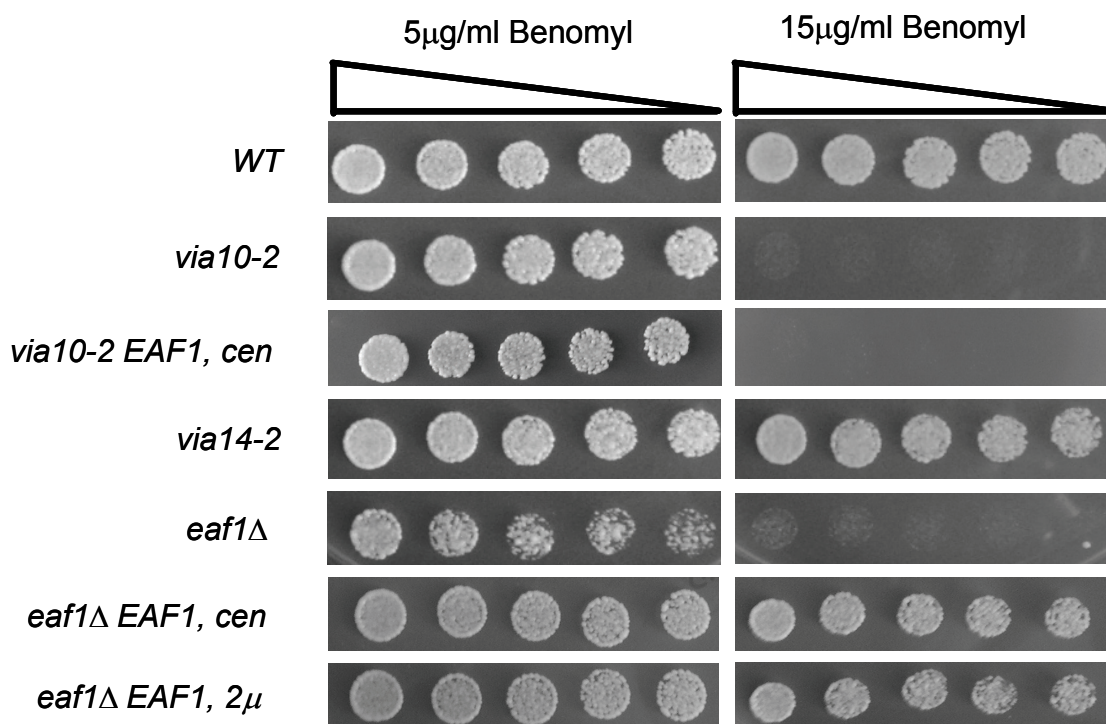 5μg/ml Benomyl
15μg/ml Benomyl
WT
via10-2
via10-2 EAF1, cen
via14-2
eaf1Δ
eaf1Δ EAF1, cen
eaf1Δ EAF1, 2μ